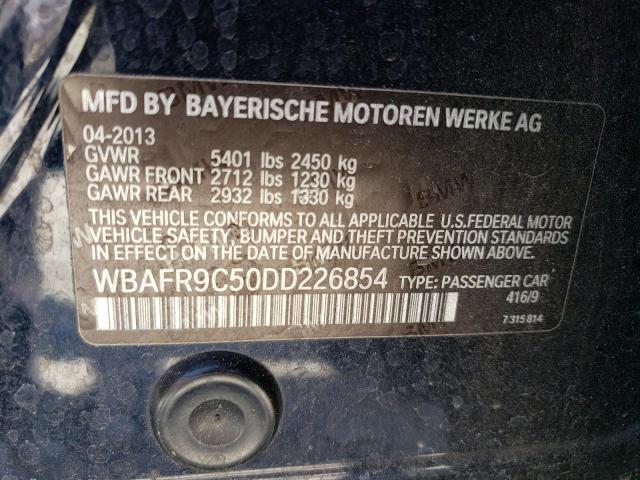 MFD BY BAYERISCHE MOTOREN WERKE AG
04-2013
GVWR 5401 lbs 2450 kg
GAWR FRONT 2712 lbs 1230 kg
GAWR REAR 2932 lbs 1330 kg
THIS VEHICLE CONFORMS TO ALL APPLICABLE U.S.FEDERAL MOTOR
VEHICLE SAFETY, BUMPER AND THEFT PREVENTION STANDARDS
IN EFFECT ON THE DATE OF MANUFACTURE SHOWN ABOVE.
WBAFR9C50DD226854 TYPE: PASSENGER CAR
416/9
7 315 814